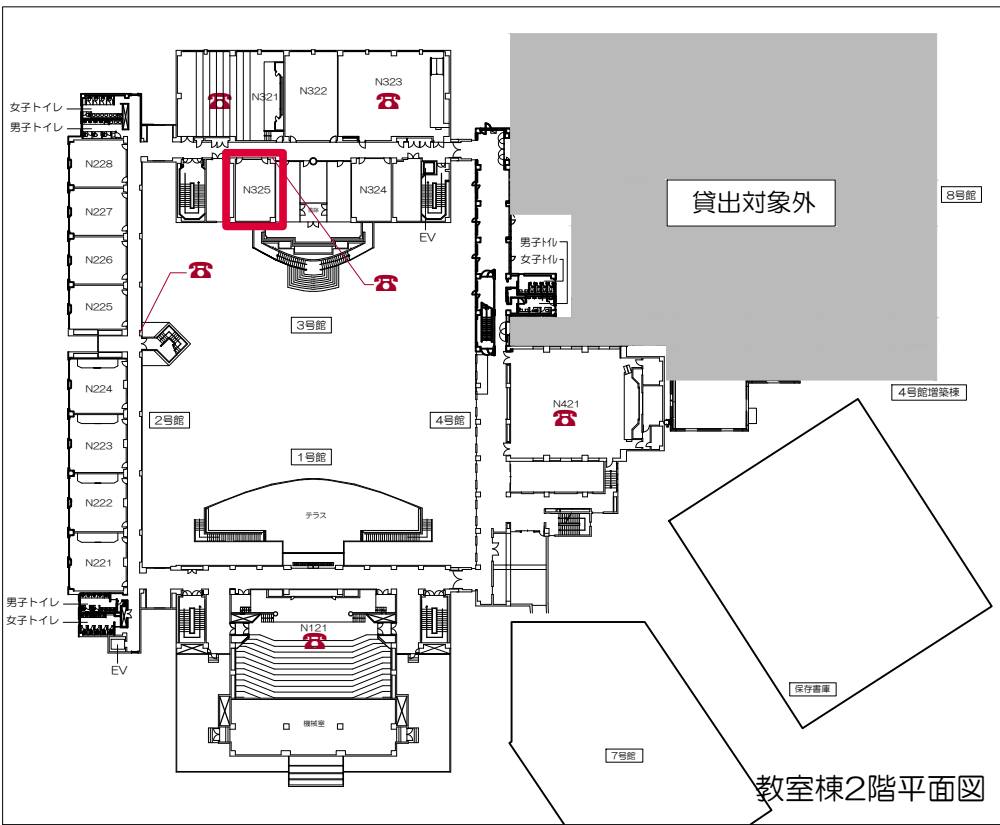 N321
N322
N323
女子トイレ
男子トイレ
N228
N325
N324
貸出対象外
8号館
N227
EV
N226
男子トイレ
女子トイレ
N225
3号館
N224
4号館増築棟
N421
2号館
4号館
N223
1号館
N222
テラス
N221
男子トイレ
女子トイレ
N121
EV
保存書庫
機械室
7号館
教室棟2階平面図